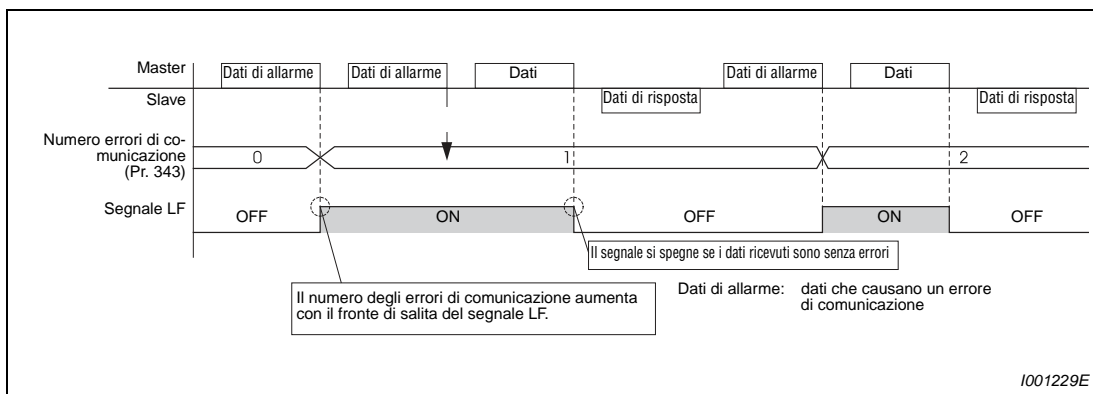 Master
Dati di allarme
Dati di allarme
Dati
Dati di allarme
Dati
Slave
Dati di risposta
Dati di risposta
Numero errori di co-
municazione
(Pr. 343)
0
1
2
Segnale LF
OFF
ON
OFF
ON
OFF
Il segnale si spegne se i dati ricevuti sono senza errori
Il numero degli errori di comunicazione aumenta
con il fronte di salita del segnale LF.
Dati di allarme: dati che causano un errore
di comunicazione
I001229E